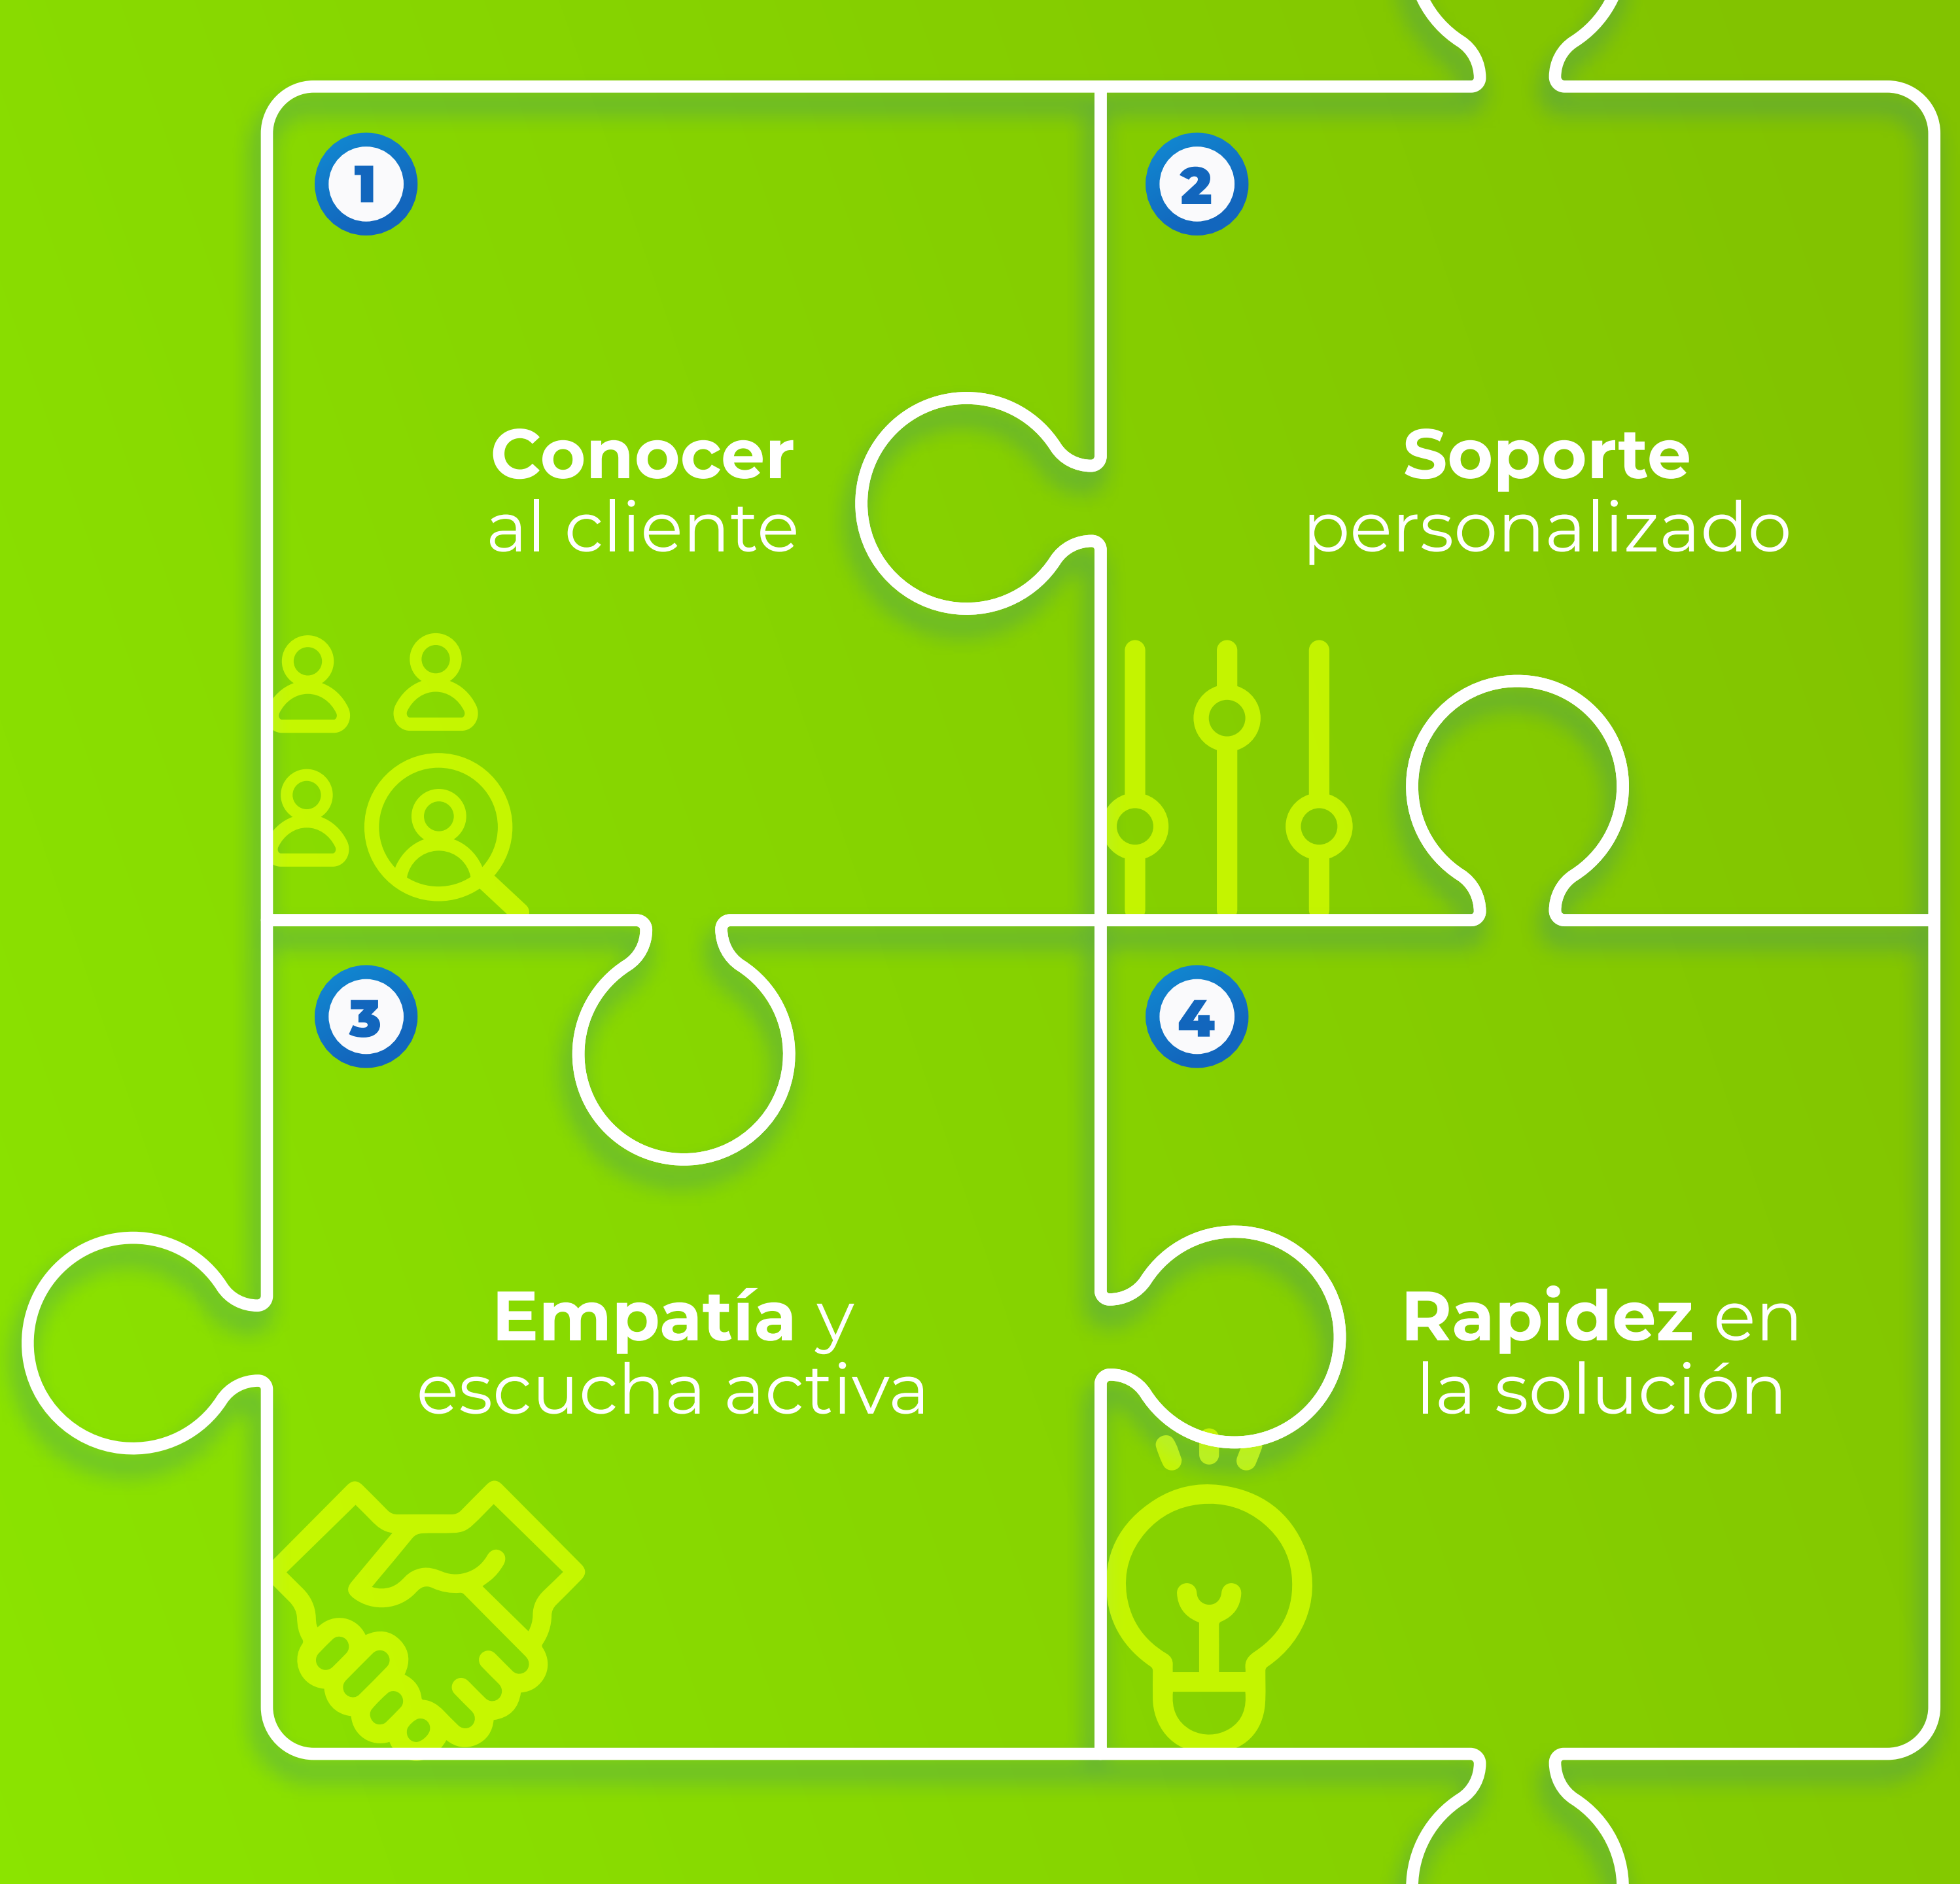 1
Conocer
al cliente
2
Soporte
personalizado
3
Empatía y
escucha activa
4
Rapidez en
la solución